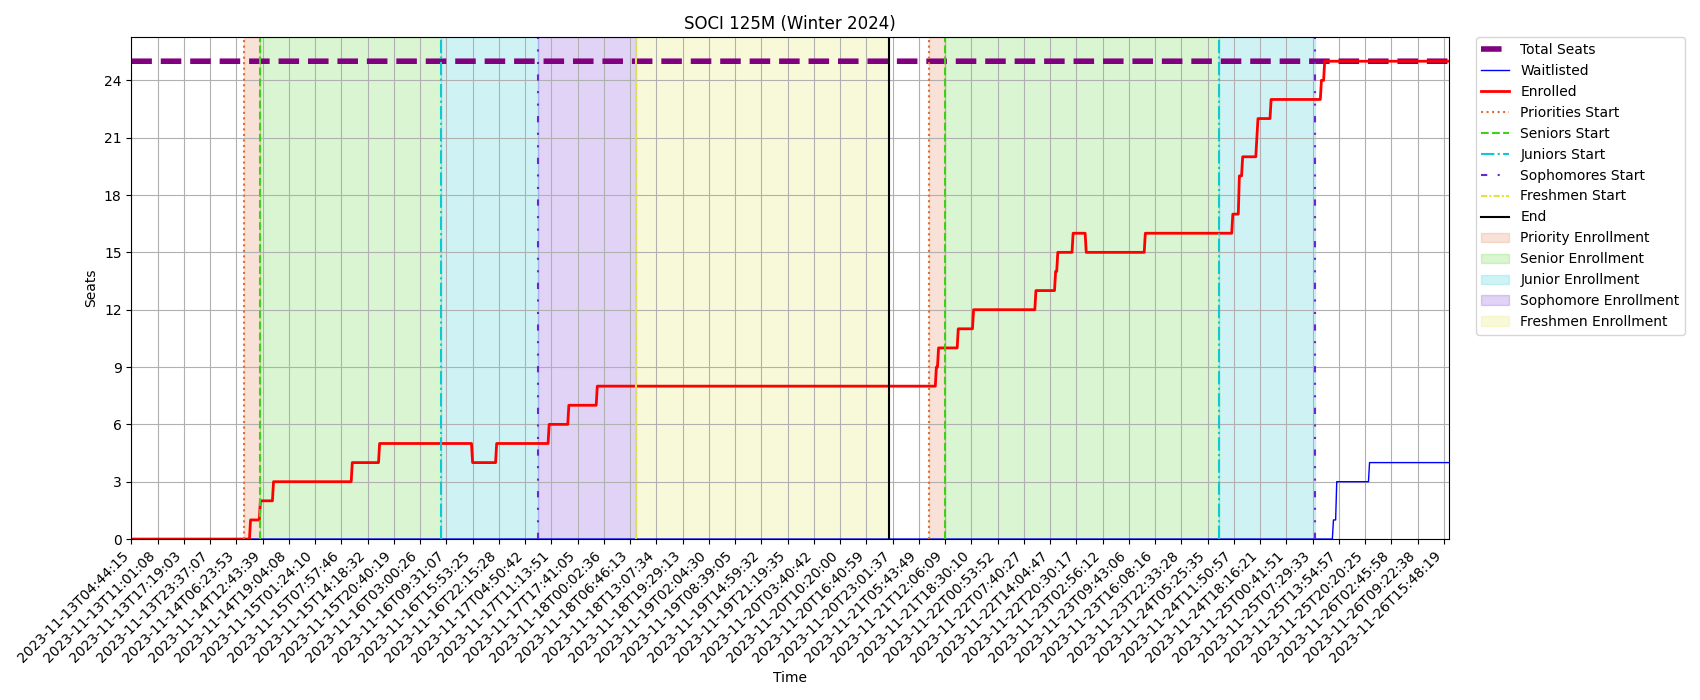 SOCI 125M (Winter 2024)
Seats
24
21
18
15
12
9
6
3
0
2023-11-13T04:44:15
2023-11-13T11:01:08
2023-11-13T17:19:03
2023-11-13T23:37:07
2023-11-14T06:23:53
2023-11-14T12:43:39
2023-11-14T19:04:08
2023-11-15T01:24:10
2023-11-15T07:57:46
2023-11-15T14:18:32
2023-11-15T20:40:19
2023-11-16T03:00:26
2023-11-16T09:31:07
2023-11-16T15:53:25
2023-11-16T22:15:28
2023-11-17T04:50:42
2023-11-17T11:13:51
2023-11-17T17:41:05
2023-11-18T00:02:36
2023-11-18T06:46:13
2023-11-18T13:07:34
2023-11-18T19:29:13
2023-11-19T02:04:30
2023-11-19T08:39:05
2023-11-19T14:59:32
2023-11-19T21:19:35
2023-11-20T03:40:42
2023-11-20T10:20:00
2023-11-20T16:40:59
2023-11-20T23:01:37
2023-11-21T05:43:49
2023-11-21T12:06:09
2023-11-21T18:30:10
2023-11-22T00:53:52
2023-11-22T07:40:27
2023-11-22T14:04:47
2023-11-22T20:30:17
2023-11-23T02:56:12
2023-11-23T09:43:06
2023-11-23T16:08:16
2023-11-23T22:33:28
2023-11-24T05:25:35
2023-11-24T11:50:57
2023-11-24T18:16:21
2023-11-25T00:41:51
2023-11-25T07:29:33
2023-11-25T13:54:57
2023-11-25T20:20:25
2023-11-26T02:45:58
2023-11-26T09:22:38
2023-11-26T15:48:19
Time
Total Seats
Waitlisted
Enrolled
Priorities Start
Seniors Start
Juniors Start
Sophomores Start
Freshmen Start
End
Priority Enrollment
Senior Enrollment
Junior Enrollment
Sophomore Enrollment
Freshmen Enrollment